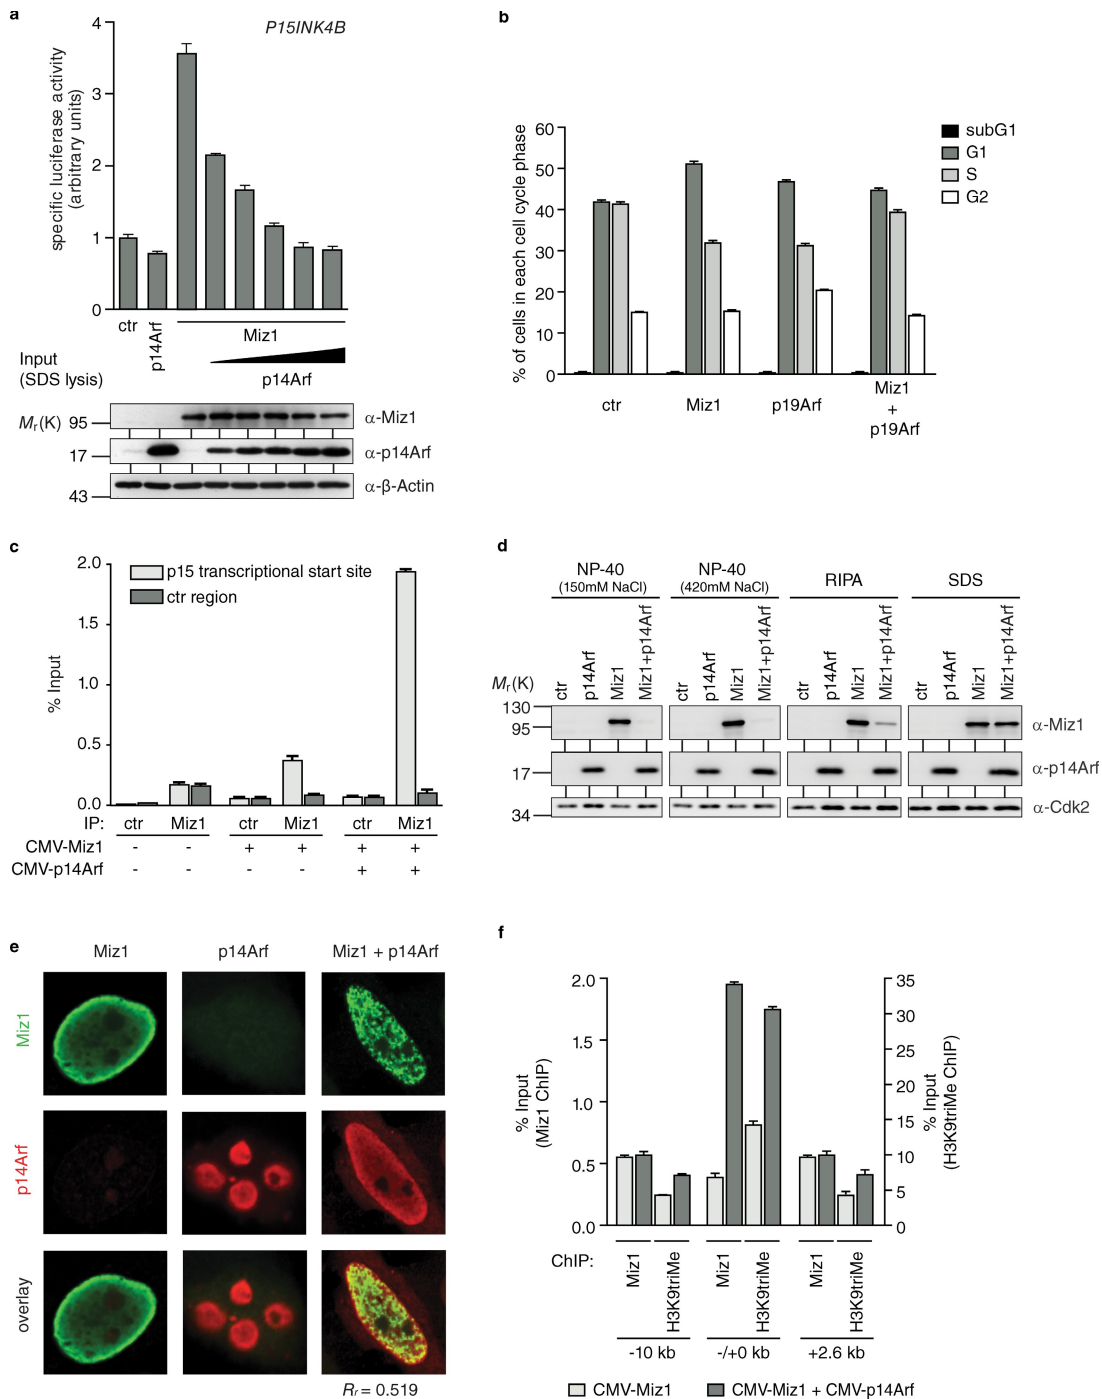 a
P15INK4B
specific luciferase activity
(arbitrary units)
4
3
2
1
0
ctr
p14Arf
Miz1
Input
(SDS lysis)
p14Arf
Mr(K)
95
α-Miz1
17
α-p14Arf
43
α-β-Actin
b
% of cells in each cell cycle phase
60
50
40
30
20
10
0
subG1
G1
S
G2
ctr
Miz1
p19Arf
Miz1
+
p19Arf
c
% Input
2.0
1.5
1.0
0.5
0.0
p15 transcriptional start site
ctr region
IP: ctr Miz1 ctr Miz1 ctr Miz1
CMV-Miz1 - - + + + +
CMV-p14Arf - - - - + +
d
NP-40 NP-40 RIPA SDS
(150mM NaCl) (420mM NaCl)
ctr p14Arf Miz1 Miz1+p14Arf ctr p14Arf Miz1 Miz1+p14Arf ctr p14Arf Miz1 Miz1+p14Arf ctr p14Arf Miz1 Miz1+p14Arf
Mr(K)
130
95
α-Miz1
17
α-p14Arf
34
α-Cdk2
e
Miz1 p14Arf Miz1 + p14Arf
Miz1
p14Arf
overlay
Rr = 0.519
f
% Input
(Miz1 ChIP)
2.0
1.5
1.0
0.5
0.0
35
30
25
20
15
10
5
0
% Input
(H3K9triMe ChIP)
ChIP:
Miz1 H3K9triMe Miz1 H3K9triMe Miz1 H3K9triMe
-10 kb -/+0 kb +2.6 kb
CMV-Miz1 CMV-Miz1 + CMV-p14Arf